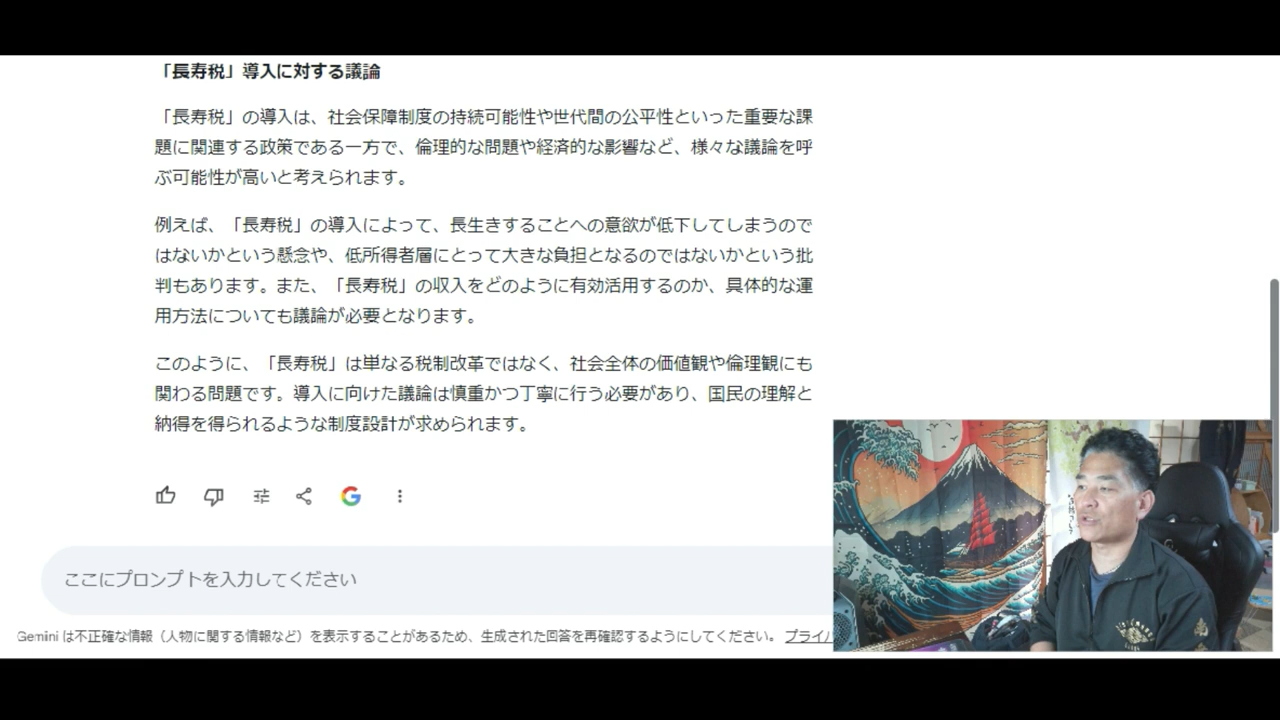 「長寿税」導入に対する議論
「長寿税」の導入は、社会保障制度の持続可能性や世代間の公平性といった重要な課
題に関連する政策である一方で、倫理的な問題や経済的な影響など、様々な議論を呼
ぶ可能性が高いと考えられます。
例えば、「長寿税」の導入によって、長生きすることへの意欲が低下してしまうので
はないかという懸念や、低所得者層にとって大きな負担となるのではないかという批
判もあります。また、「長寿税」の収入をどのように有効活用するのか、具体的な運
用方法についても議論が必要となります。
このように、「長寿税」は単なる税制改革ではなく、社会全体の価値観や倫理観にも
関わる問題です。導入に向けた議論は慎重かつ丁寧に行う必要があり、国民の理解と
納得を得られるような制度設計が求められます。
ここにプロンプトを入力してください
Gemini は不正確な情報（人物に関する情報など）を表示することがあるため、生成された回答を再確認するようにしてください。 プライ